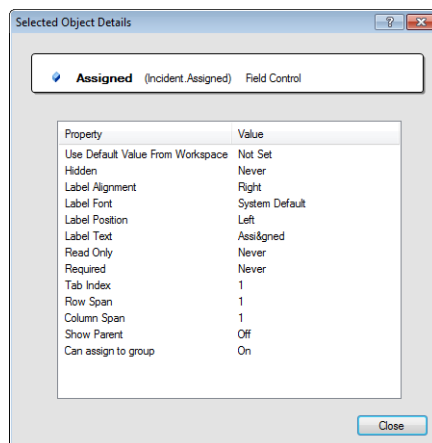 Selected Object Details
Assigned (Incident.Assigned) Field Control
Property Value
Use Default Value From Workspace Not Set
Hidden Never
Label Alignment Right
Label Font System Default
Label Position Left
Label Text Assi&gned
Read Only Never
Required Never
Tab Index 1
Row Span 1
Column Span 1
Show Parent Off
Can assign to group On
Close